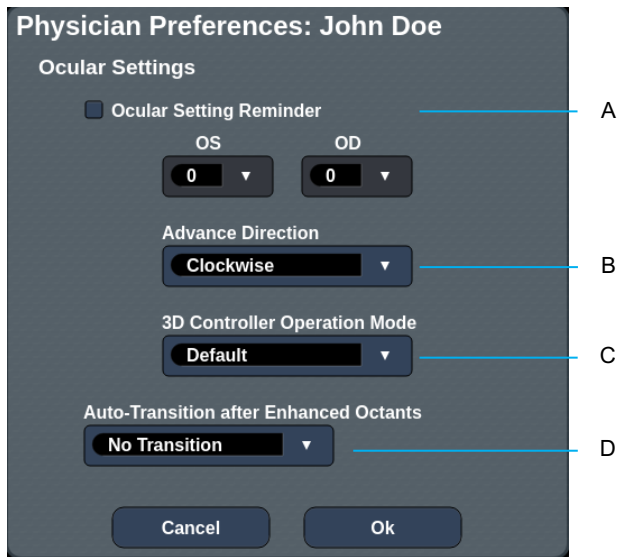 Physician Preferences: John Doe
Ocular Settings
Ocular Setting Reminder
A
OS OD
0 0
Advance Direction
Clockwise
B
3D Controller Operation Mode
Default
C
Auto-Transition after Enhanced Octants
No Transition
D
Cancel Ok